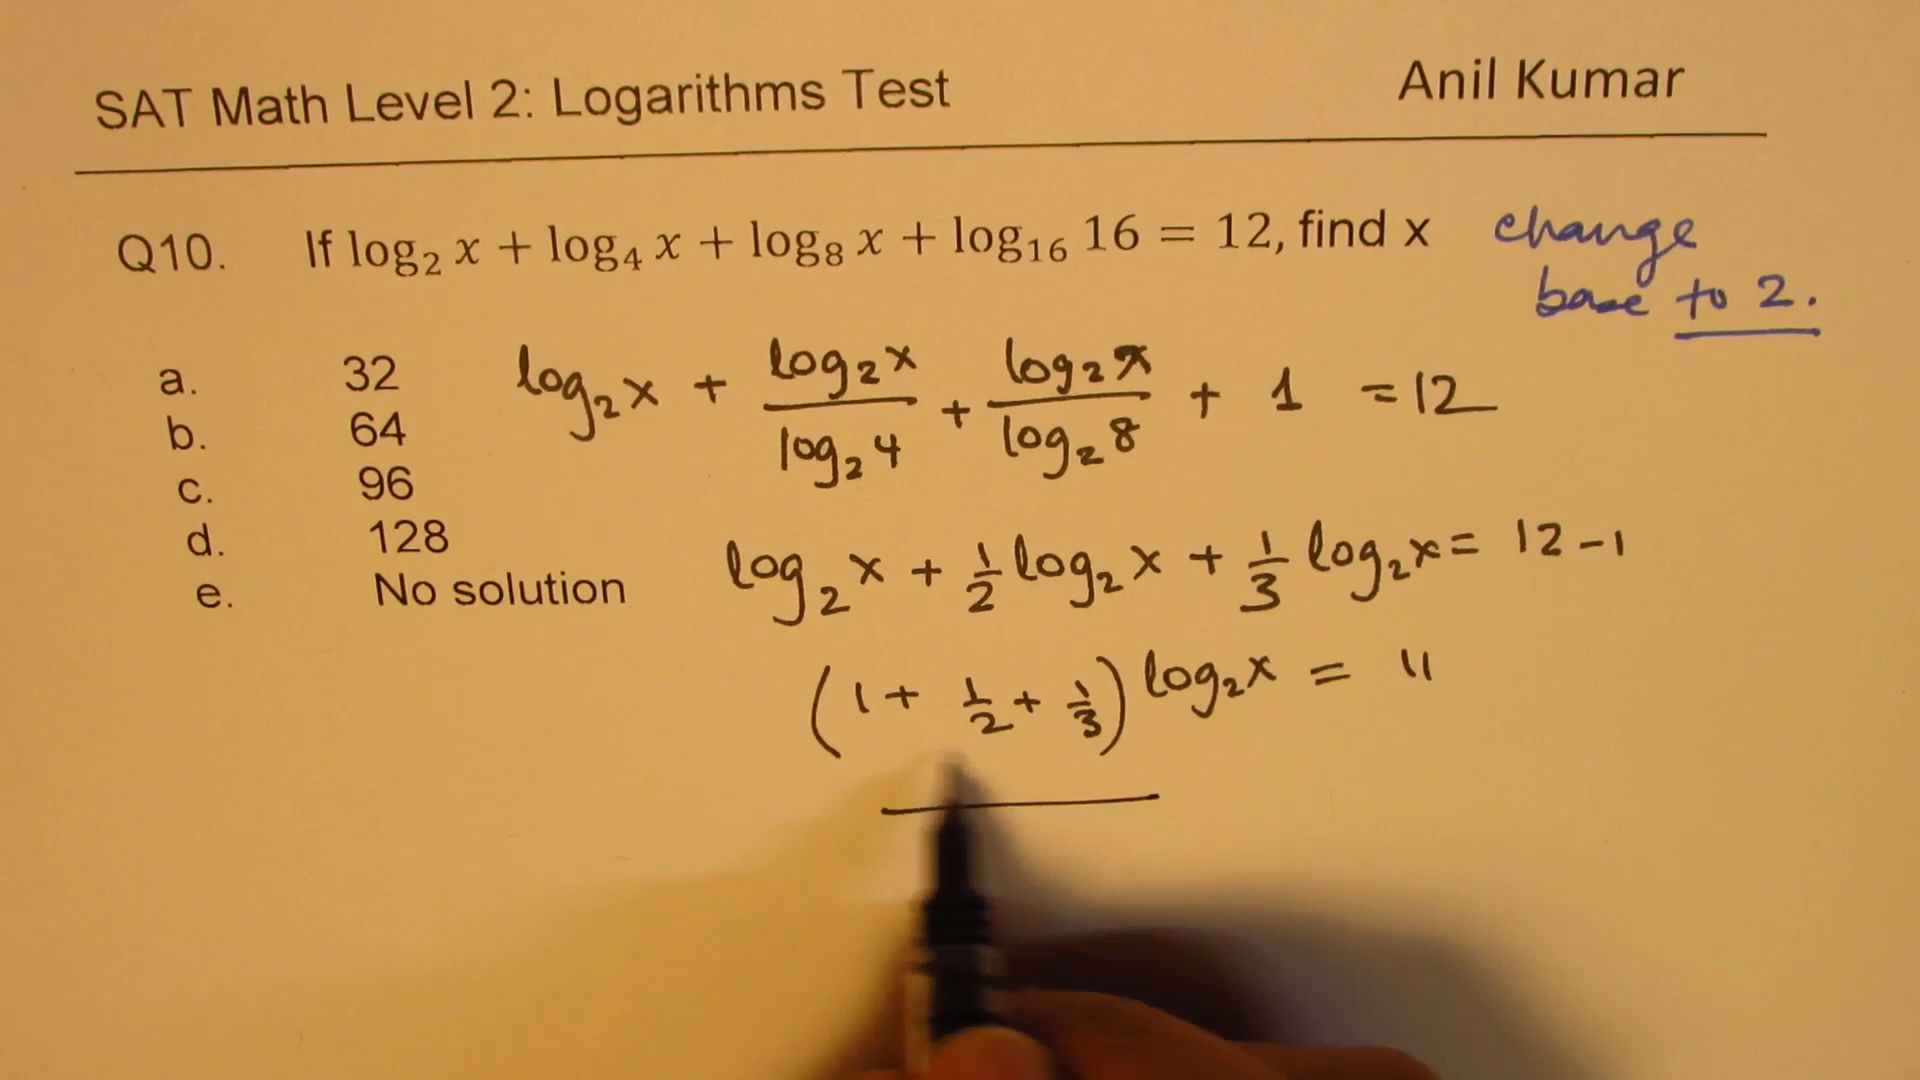 SAT Math Level 2: Logarithms Test Anil Kumar
Q10. If log₂ x + log₄ x + log₈ x + log₁₆ 16 = 12, find x
change
base to 2.
a. 32
b. 64
c. 96
d. 128
e. No solution
log₂x + log₂x/log₂4 + log₂x/log₂8 + 1 = 12
log₂x + 1/2 log₂x + 1/3 log₂x = 12 - 1
(1 + 1/2 + 1/3) log₂x = 11